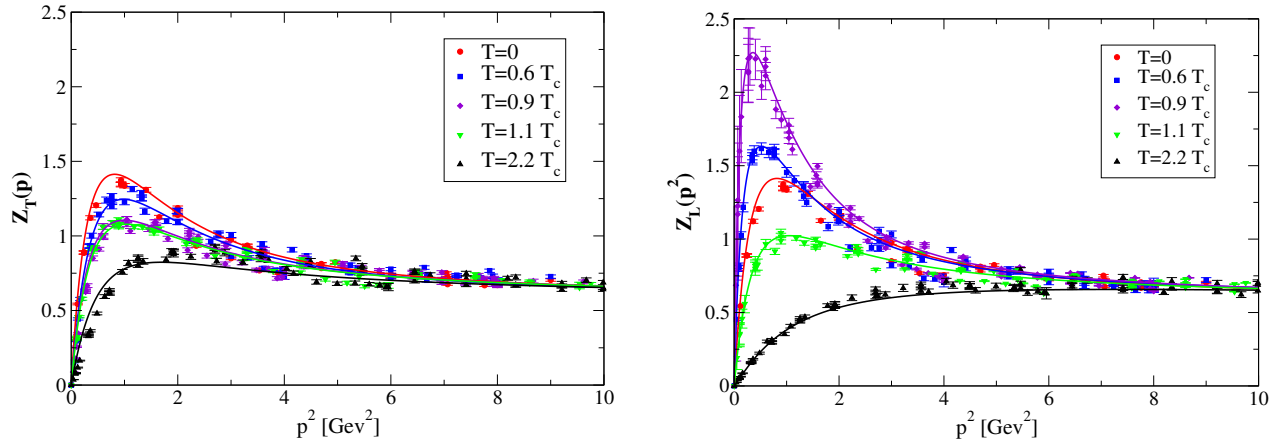 2.5
2
1.5
1
0.5
0
Z_T(p)
0 2 4 6 8 10
p^2 [Gev^2]
T=0
T=0.6 T_c
T=0.9 T_c
T=1.1 T_c
T=2.2 T_c
2.5
2
1.5
1
0.5
0
Z_L(p^2)
0 2 4 6 8 10
p^2 [Gev^2]
T=0
T=0.6 T_c
T=0.9 T_c
T=1.1 T_c
T=2.2 T_c